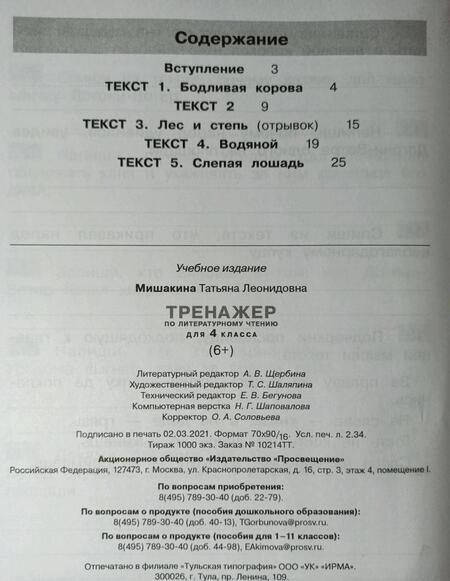 Содержание
Вступление 3
ТЕКСТ 1. Бодливая корова 4
ТЕКСТ 2 9
ТЕКСТ 3. Лес и степь (отрывок) 15
ТЕКСТ 4. Водяной 19
ТЕКСТ 5. Слепая лошадь 25
Учебное издание
Мишакина Татьяна Леонидовна
ТРЕНАЖЕР
ПО ЛИТЕРАТУРНОМУ ЧТЕНИЮ
ДЛЯ 4 КЛАССА
(6+)
Литературный редактор А. В. Щербина
Художественный редактор Т. С. Шаляпина
Технический редактор Е. В. Бегунова
Компьютерная верстка Н. Г. Шаповалова
Корректор О. А. Соловьева
Подписано в печать 02.03.2021. Формат 70х90/16. Усл. печ. л. 2.34.
Тираж 1000 экз. Заказ № 10214ТТ.
Акционерное общество «Издательство «Просвещение»
Российская Федерация, 127473, г. Москва, ул. Краснопролетарская, д. 16, стр. 3, этаж 4, помещение I.
По вопросам приобретения:
8(495) 789-30-40 (доб. 22-79).
По вопросам о продукте (пособия дошкольного образования):
8(495) 789-30-40 (доб. 40-13), TGorbunova@prosv.ru.
По вопросам о продукте (пособия для 1–11 классов):
8(495) 789-30-40 (доб. 44-98), EAkimova@prosv.ru.
Отпечатано в филиале «Тульская типография» ООО «УК» «ИРМА».
300026, г. Тула, пр. Ленина, 109.